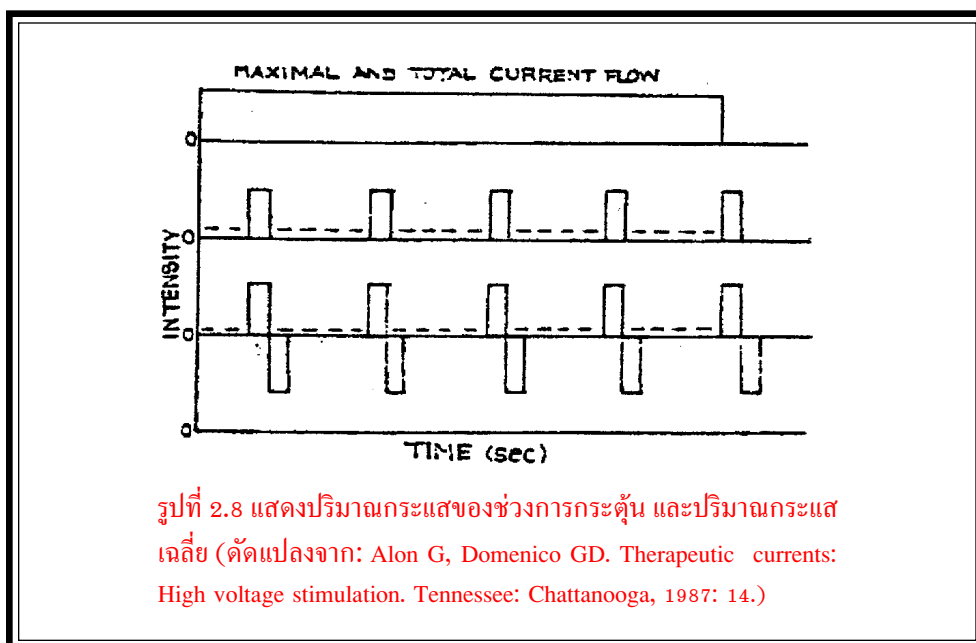 MAXIMAL AND TOTAL CURRENT FLOW
0
0
INTENSITY
0
0
TIME (sec)
รูปที่ 2.8 แสดงปริมาณกระแสของช่วงการกระตุ้น และปริมาณกระแส
เฉลี่ย (ดัดแปลงจาก: Alon G, Domenico GD. Therapeutic currents:
High voltage stimulation. Tennessee: Chattanooga, 1987: 14.)